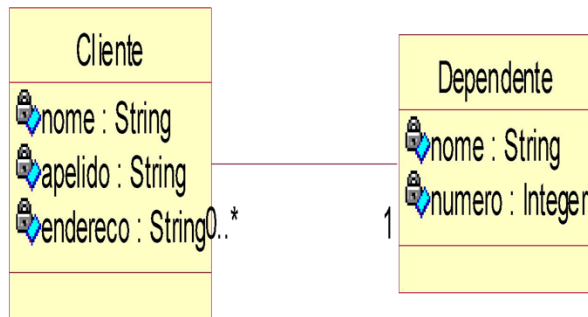 Cliente
nome : String
apelido : String
endereco : String
0..*
1
Dependente
nome : String
numero : Integer